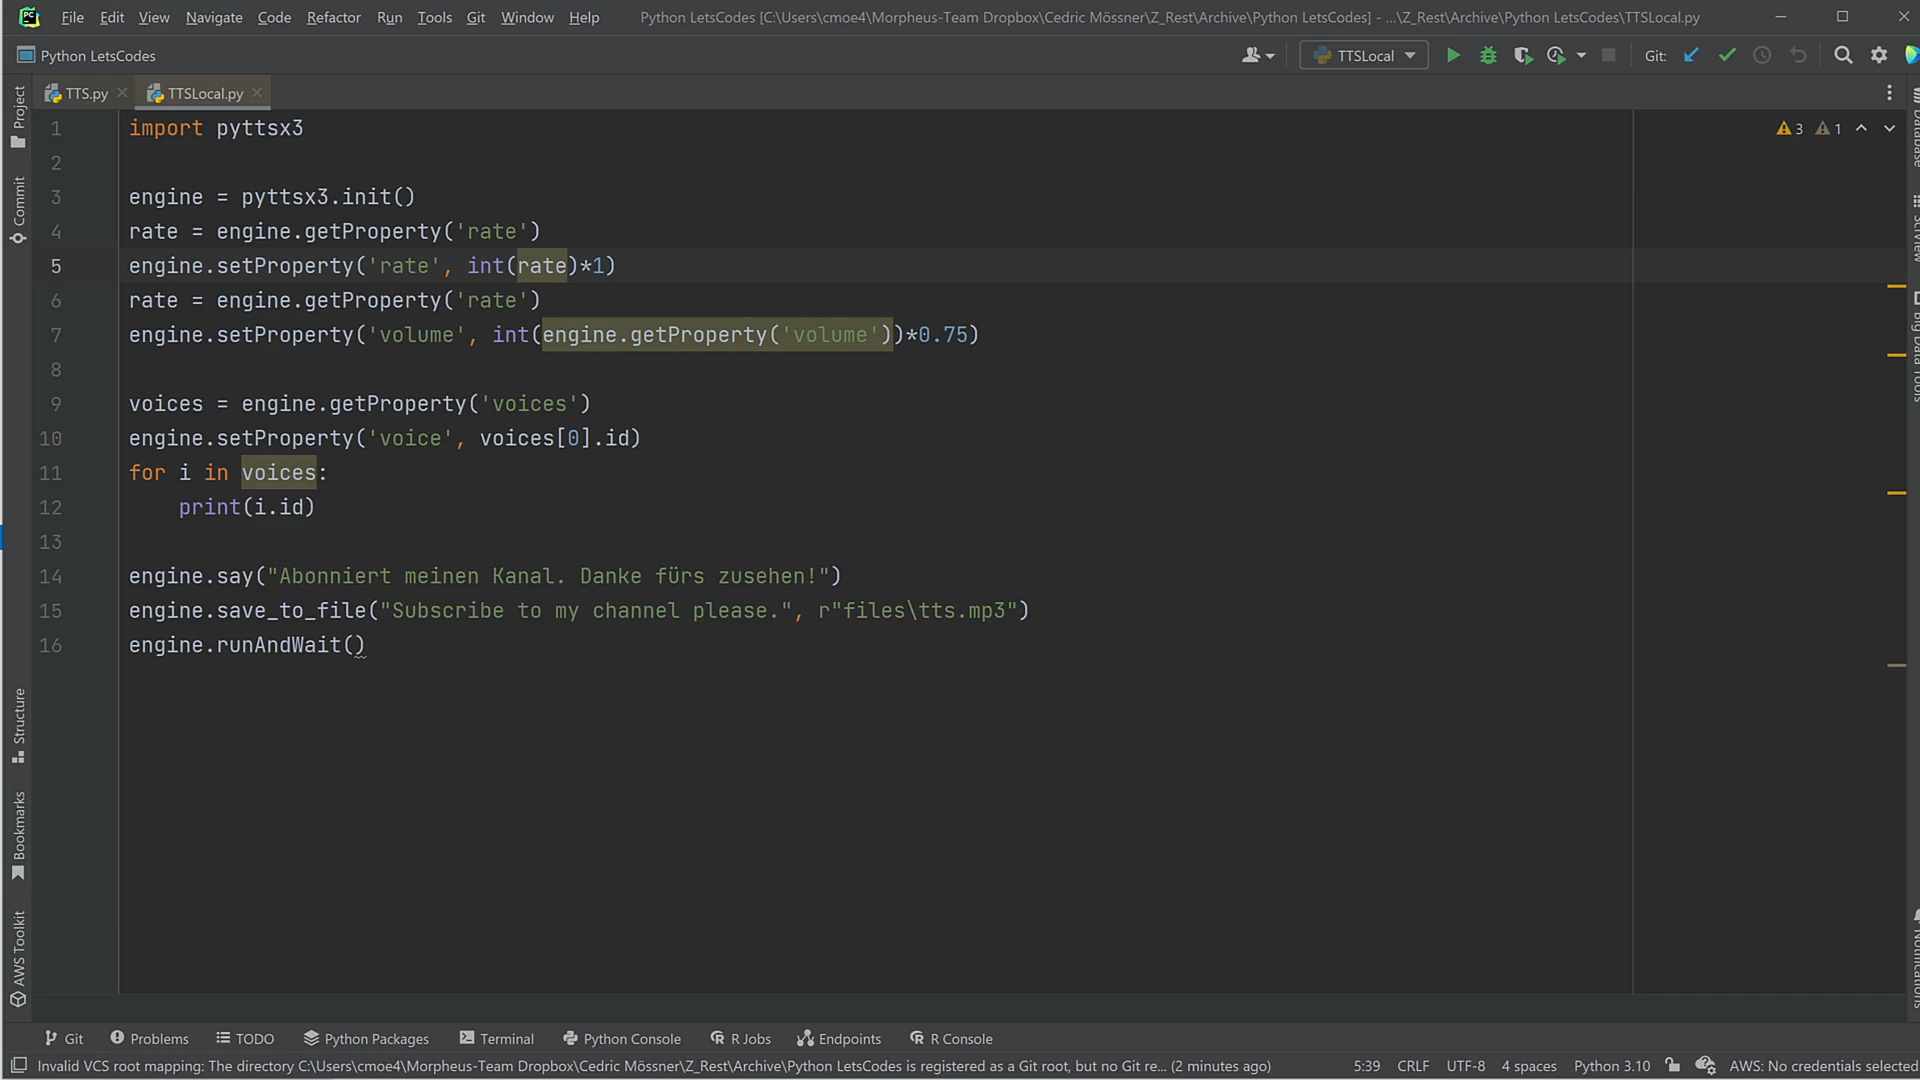 PC File Edit View Navigate Code Refactor Run Tools Git Window Help Python LetsCodes [C:\Users\cmoe4\Morpheus-Team Dropbox\Cedric Mössner\Z_Rest\Archive\Python LetsCodes] - ...\Z_Rest\Archive\Python LetsCodes\TTSLocal.py
Python LetsCodes TTSLocal Git:
TTS.py TTSLocal.py
1 import pyttsx3 3 1
2
3 engine = pyttsx3.init()
4 rate = engine.getProperty('rate')
5 engine.setProperty('rate', int(rate)*1)
6 rate = engine.getProperty('rate')
7 engine.setProperty('volume', int(engine.getProperty('volume'))*0.75)
8
9 voices = engine.getProperty('voices')
10 engine.setProperty('voice', voices[0].id)
11 for i in voices:
12 print(i.id)
13
14 engine.say("Abonniert meinen Kanal. Danke fürs zusehen!")
15 engine.save_to_file("Subscribe to my channel please.", r"files\tts.mp3")
16 engine.runAndWait()
Project
Commit
Structure
Bookmarks
AWS Toolkit
Database
SciView
Big Data Tools
Notifications
Git Problems TODO Python Packages Terminal Python Console R Jobs Endpoints R Console
Invalid VCS root mapping: The directory C:\Users\cmoe4\Morpheus-Team Dropbox\Cedric Mössner\Z_Rest\Archive\Python LetsCodes is registered as a Git root, but no Git re... (2 minutes ago) 5:39 CRLF UTF-8 4 spaces Python 3.10 AWS: No credentials selected